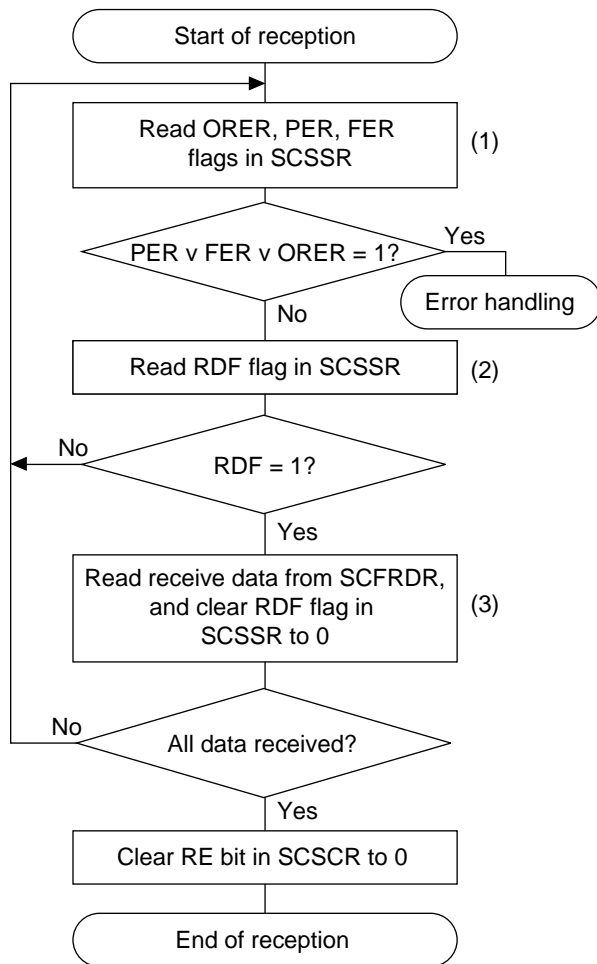 Start of reception
Read ORER, PER, FER
flags in SCSSR
(1)
PER v FER v ORER = 1?
Yes
Error handling
No
Read RDF flag in SCSSR
(2)
No
RDF = 1?
Yes
Read receive data from SCFRDR,
and clear RDF flag in
SCSSR to 0
(3)
No
All data received?
Yes
Clear RE bit in SCSCR to 0
End of reception